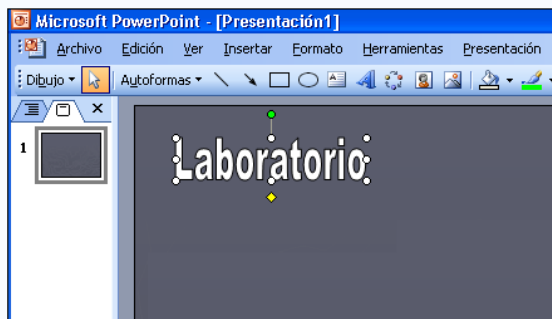 Microsoft PowerPoint - [Presentación1]
Archivo Edición Ver Insertar Formato Herramientas Presentación
Dibujo Autoformas
1
Laboratorio